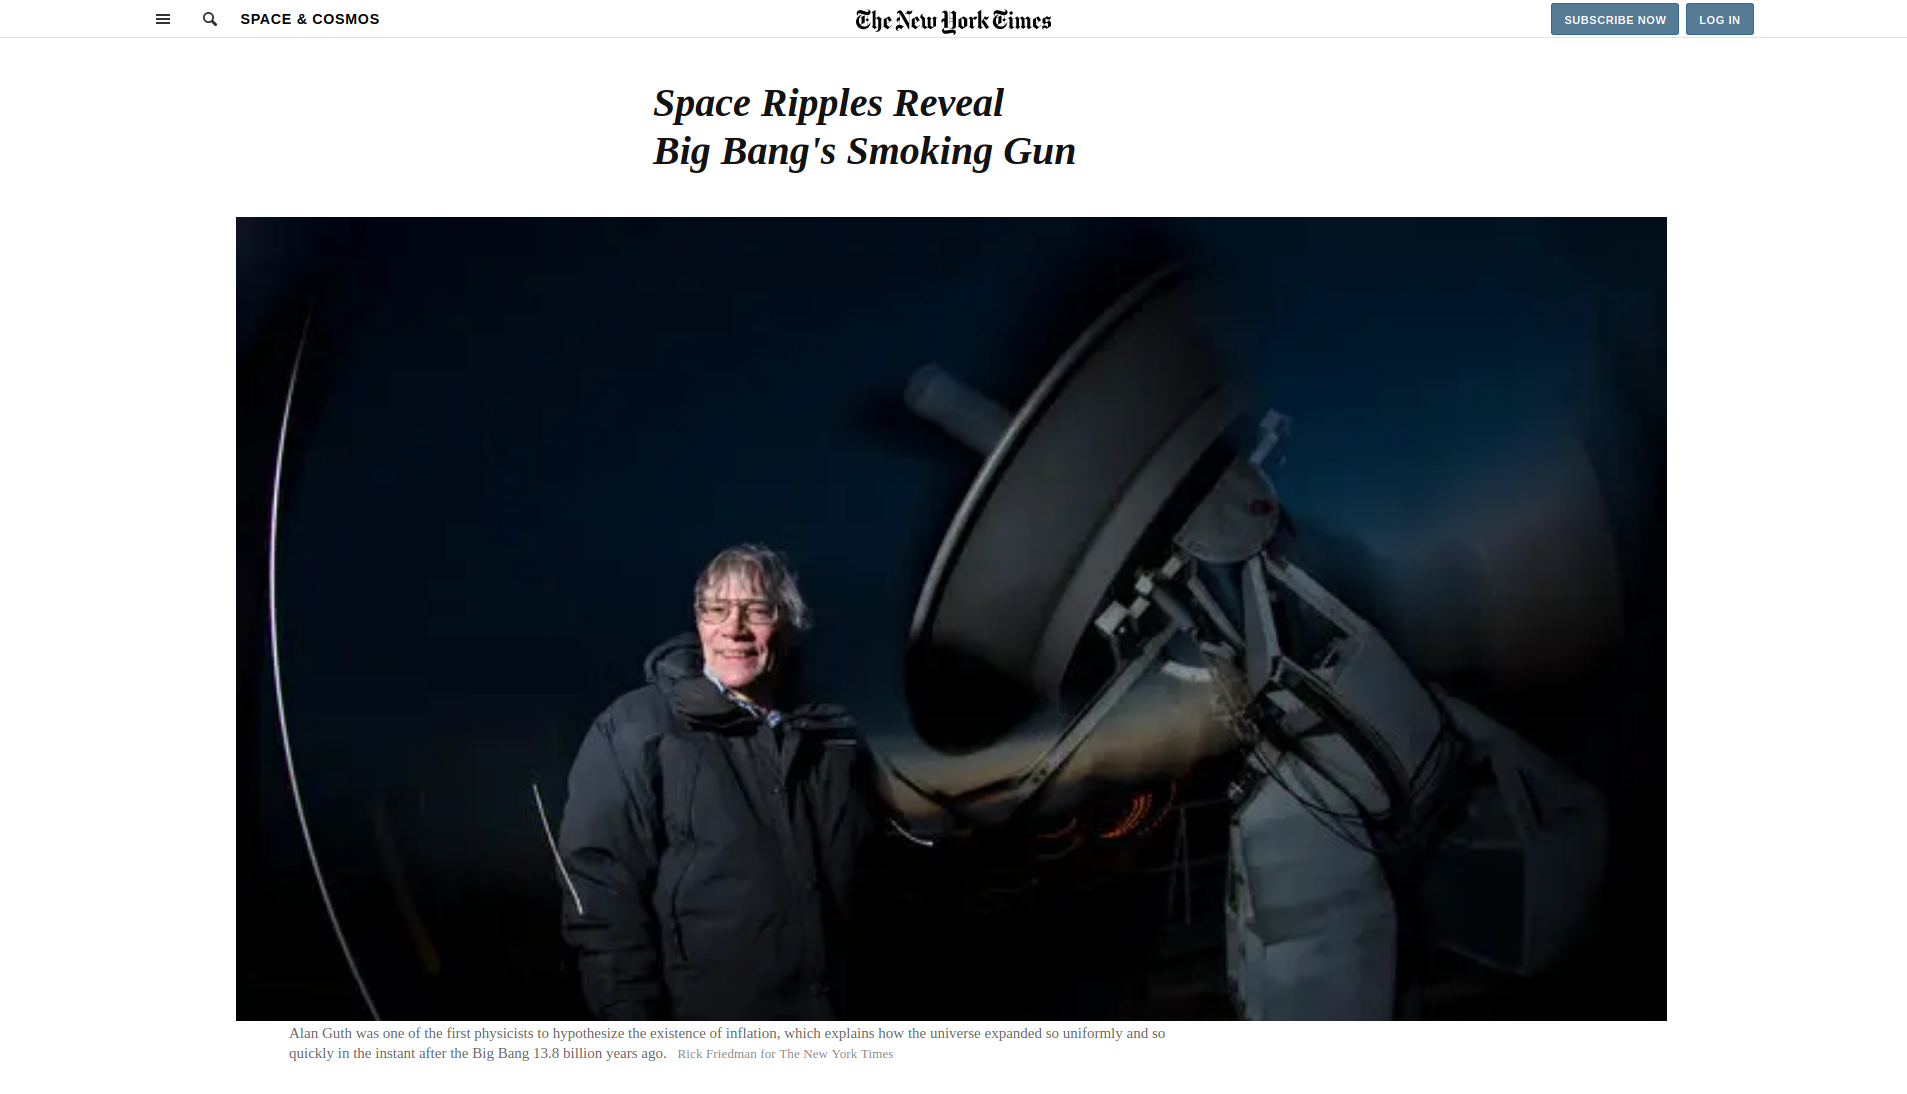 SPACE & COSMOS
The New York Times
SUBSCRIBE NOW
LOG IN
Space Ripples Reveal
Big Bang's Smoking Gun
Alan Guth was one of the first physicists to hypothesize the existence of inflation, which explains how the universe expanded so uniformly and so
quickly in the instant after the Big Bang 13.8 billion years ago. Rick Friedman for The New York Times